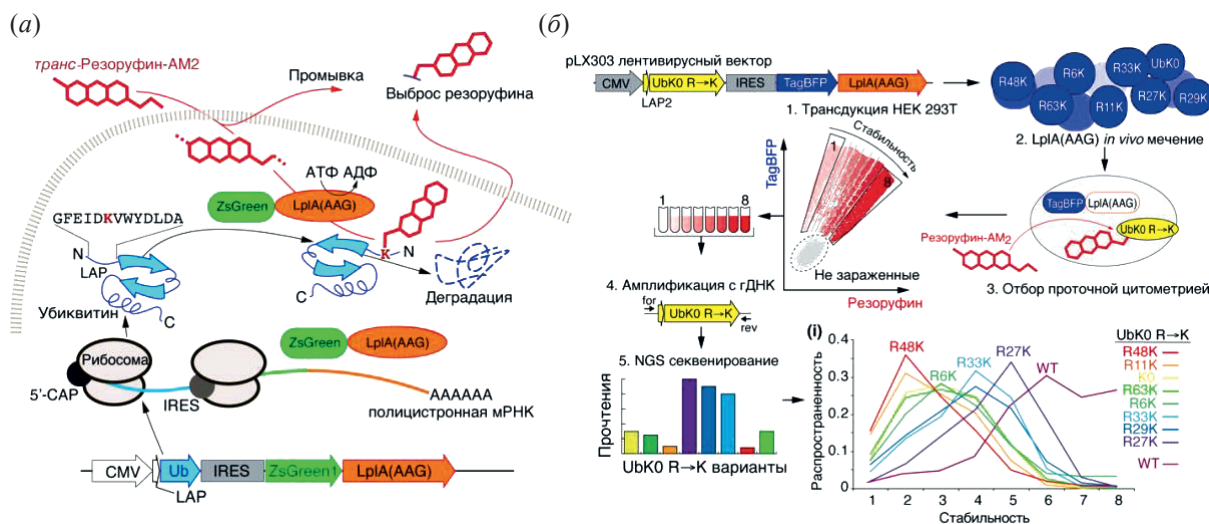 (а)
транс-Резоруфин-AM2
Промывка
Выброс резоруфина
АТФ АДФ
ZsGreen
LplA(AAG)
GFEIDKVWYDLDA
N
LAP
K
N
C
Деградация
Убиквитин
C
ZsGreen
LplA(AAG)
Рибосома
5'-CAP
IRES
AAAAAA
полицистронная мРНК
CMV
Ub
IRES
ZsGreen1
LplA(AAG)
LAP
(б)
pLX303 лентивирусный вектор
CMV
UbK0 R→K
IRES
TagBFP
LplA(AAG)
LAP2
1. Трансдукция HEK 293T
R48K
R6K
R33K
UbK0
R63K
R11K
R27K
R29K
2. LplA(AAG) in vivo мечение
TagBFP
LplA(AAG)
UbK0 R→K
Резоруфин-AM2
3. Отбор проточной цитометрией
TagBFP
Стабильность
1
8
Не зараженные
Резоруфин
1
8
4. Амплификация с гДНК
for
UbK0 R→K
rev
5. NGS секвенирование
Прочтения
UbK0 R→K варианты
(i)
Распространенность
0.4
0.3
0.2
0.1
0
1 2 3 4 5 6 7 8
Стабильность
R48K
R6K
R33K
R27K
WT
UbK0 R→K
R48K
R11K
K0
R63K
R6K
R33K
R29K
R27K
WT